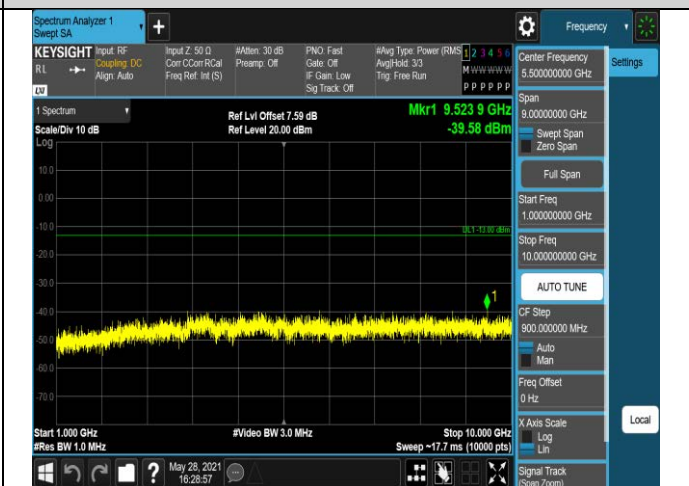 Spectrum Analyzer 1
Swept SA
+
Frequency
KEYSIGHT
RL
LXI
Input: RF
Coupling: DC
Align: Auto
Input Z: 50 Ω
Corr CCorr RCal
Freq Ref: Int (S)
#Atten: 30 dB
Preamp: Off
PNO: Fast
Gate: Off
IF Gain: Low
Sig Track: Off
#Avg Type: Power (RMS
Avg|Hold: 3/3
Trig: Free Run
1 2 3 4 5 6
M W W W W W
P P P P P P
1 Spectrum
Scale/Div 10 dB
Log
Ref Lvl Offset 7.59 dB
Ref Level 20.00 dBm
Mkr1 9.523 9 GHz
-39.58 dBm
10.0
0.00
-10.0
DL1 -13.00 dBm
-20.0
-30.0
1
-40.0
-50.0
-60.0
-70.0
Start 1.000 GHz
#Video BW 3.0 MHz
Stop 10.000 GHz
#Res BW 1.0 MHz
Sweep ~17.7 ms (10000 pts)
?
May 28, 2021
16:28:57
Center Frequency
5.500000000 GHz
Settings
Span
9.00000000 GHz
Swept Span
Zero Span
Full Span
Start Freq
1.000000000 GHz
Stop Freq
10.000000000 GHz
AUTO TUNE
CF Step
900.000000 MHz
Auto
Man
Freq Offset
0 Hz
X Axis Scale
Log
Lin
Local
Signal Track
(Span Zoom)